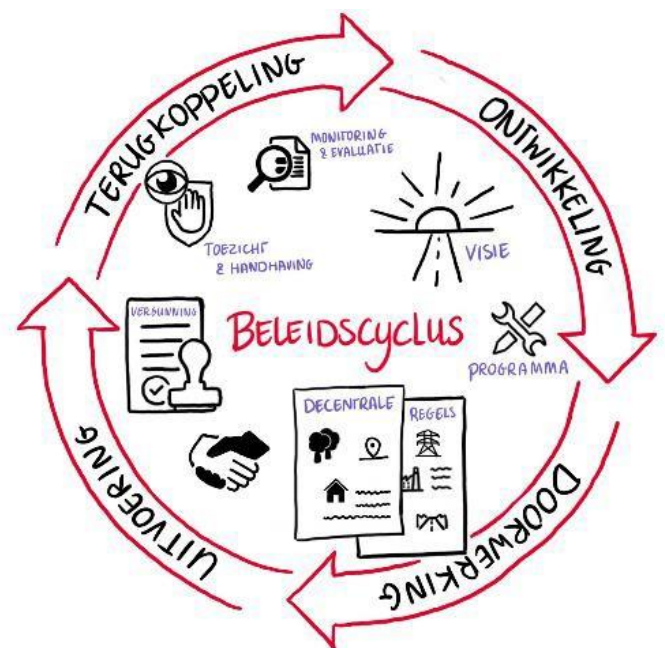 TERUGKOPPELING
ONTWIKKELING
MONITORING
& EVALUATIE
TOEZICHT
& HANDHAVING
VISIE
VERGUNNING
BELEIDSCYCLUS
PROGRAMMA
DECENTRALE
REGELS
UITVOERING
DOORWERKING